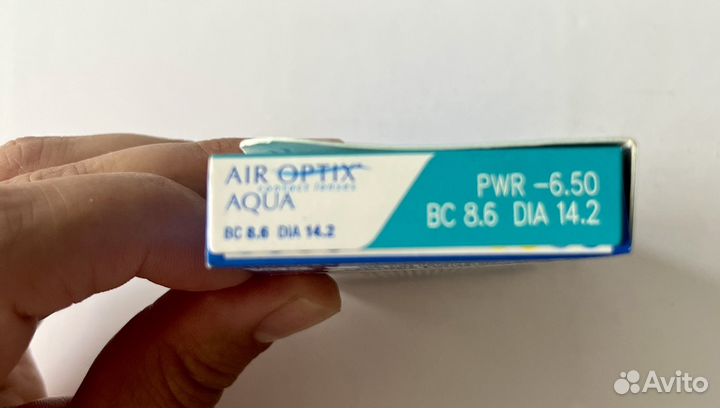 AIR OPTIX
contact lenses
AQUA
BC 8.6 DIA 14.2
PWR -6.50
BC 8.6 DIA 14.2
Avito